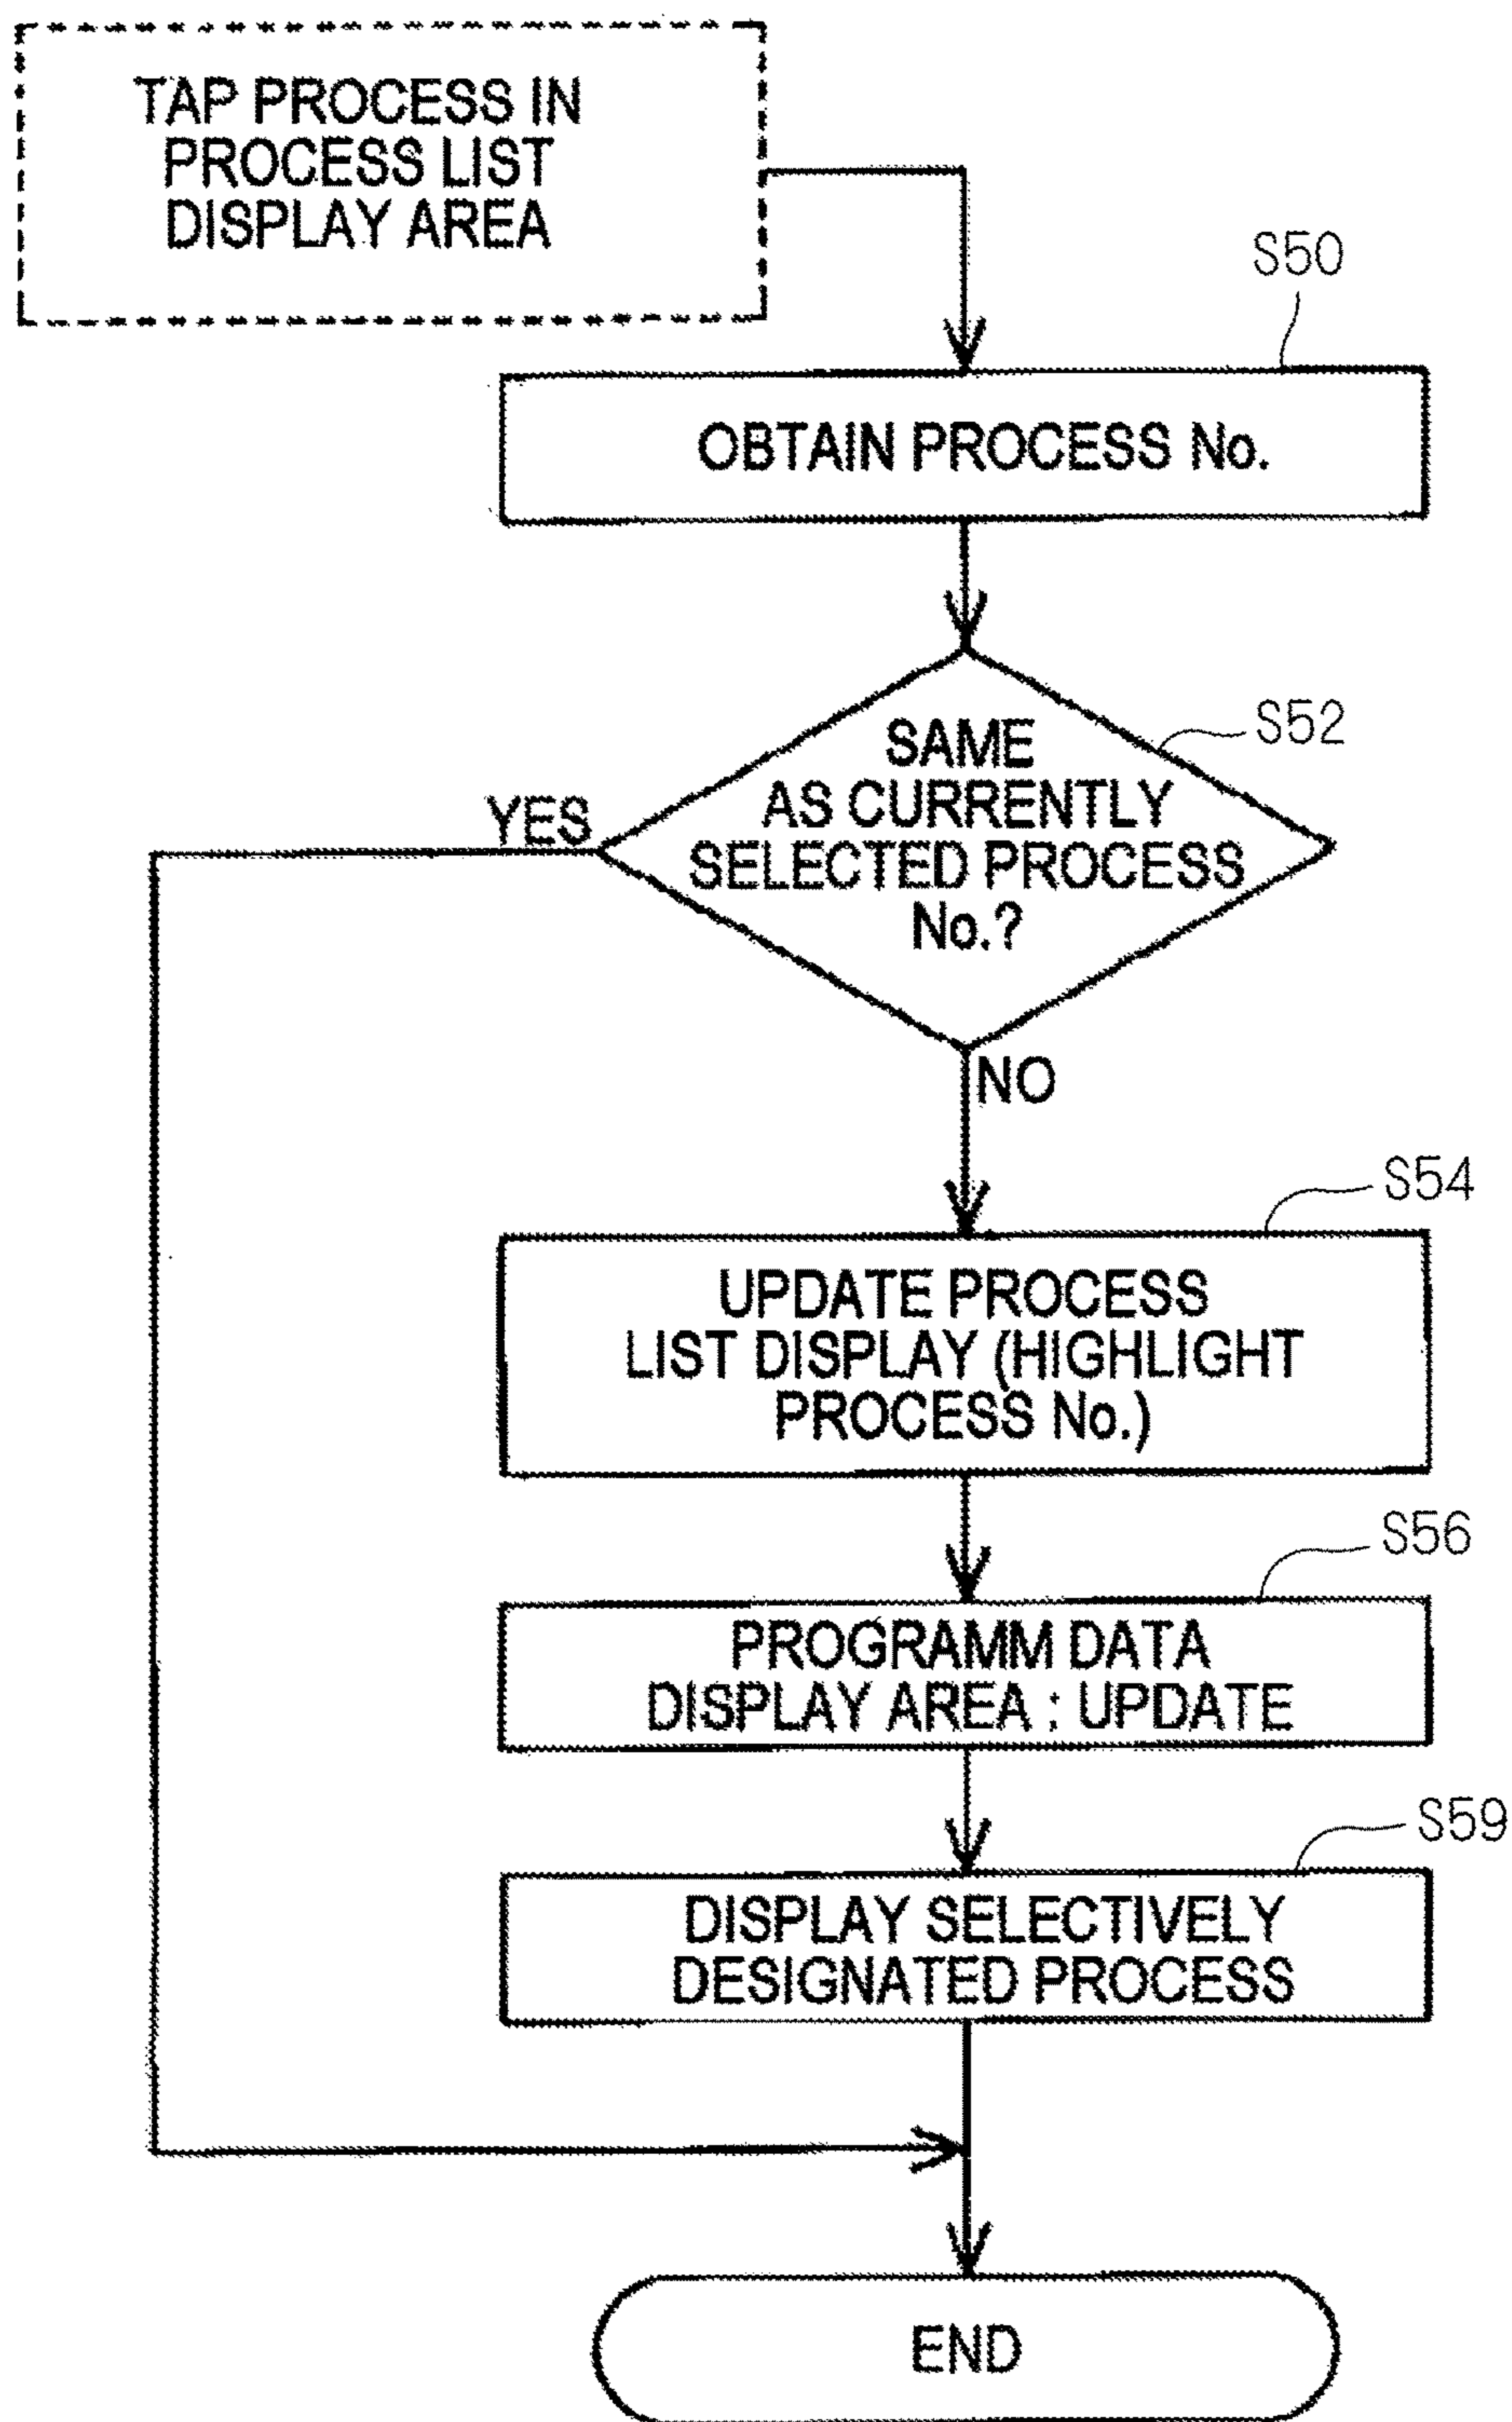 TAP PROCESS IN
PROCESS LIST
DISPLAY AREA
S50
OBTAIN PROCESS No.
S52
SAME
AS CURRENTLY
SELECTED PROCESS
No.?
YES
NO
S54
UPDATE PROCESS
LIST DISPLAY (HIGHLIGHT
PROCESS No.)
S56
PROGRAMM DATA
DISPLAY AREA : UPDATE
S59
DISPLAY SELECTIVELY
DESIGNATED PROCESS
END